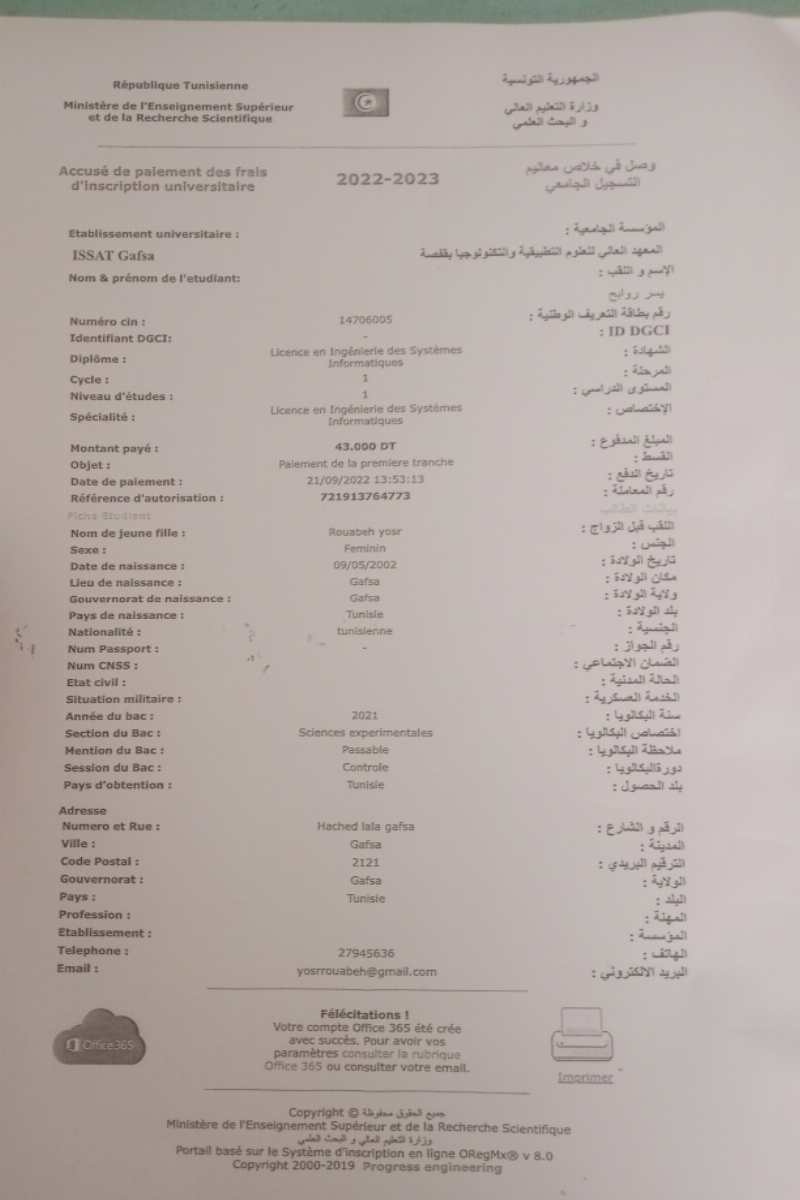 République Tunisienne
الجمهورية التونسية
Ministère de l'Enseignement Supérieur
et de la Recherche Scientifique
وزارة التعليم العالي
و البحث العلمي
Accusé de paiement des frais
d'inscription universitaire
2022-2023
وصل في خلاص معاليم
التسجيل الجامعي
Etablissement universitaire : المؤسسة الجامعية :
ISSAT Gafsa المعهد العالي للعلوم التطبيقية والتكنولوجيا بقفصة
Nom & prénom de l'etudiant: الإسم و اللقب :
يسر روابح
Numéro cin : 14706005 رقم بطاقة التعريف الوطنية :
Identifiant DGCI: - ID DGCI :
Diplôme : Licence en Ingénierie des Systèmes Informatiques الشهادة :
Cycle : 1 المرحلة :
Niveau d'études : 1 المستوى الدراسي :
Spécialité : Licence en Ingénierie des Systèmes Informatiques الإختصاص :
Montant payé : 43.000 DT المبلغ المدفوع :
Objet : Paiement de la premiere tranche القسط :
Date de paiement : 21/09/2022 13:53:13 تاريخ الدفع :
Référence d'autorisation : 721913764773 رقم المعاملة :
Fiche Etudiant بيانات الطالب
Nom de jeune fille : Rouabeh yosr اللقب قبل الزواج :
Sexe : Feminin الجنس :
Date de naissance : 09/05/2002 تاريخ الولادة :
Lieu de naissance : Gafsa مكان الولادة :
Gouvernorat de naissance : Gafsa ولاية الولادة :
Pays de naissance : Tunisie بلد الولادة :
Nationalité : tunisienne الجنسية :
Num Passport : - رقم الجواز :
Num CNSS : الضمان الاجتماعي :
Etat civil : الحالة المدنية :
Situation militaire : الخدمة العسكرية :
Année du bac : 2021 سنة البكالويا :
Section du Bac : Sciences experimentales اختصاص البكالويا :
Mention du Bac : Passable ملاحظة البكالويا :
Session du Bac : Controle دورةالبكالويا :
Pays d'obtention : Tunisie بلد الحصول :
Adresse
Numero et Rue : Hached lala gafsa الرقم و الشارع :
Ville : Gafsa المدينة :
Code Postal : 2121 الترقيم البريدي :
Gouvernorat : Gafsa الولاية :
Pays : Tunisie البلد :
Profession : المهنة :
Etablissement : المؤسسة :
Telephone : 27945636 الهاتف :
Email : yosrrouabeh@gmail.com البريد الالكتروني :
Félécitations !
Votre compte Office 365 été crée
avec succès. Pour avoir vos
paramètres consulter la rubrique
Office 365 ou consulter votre email.
Office 365
Imprimer
Copyright © جميع الحقوق محفوظة
Ministère de l'Enseignement Supérieur et de la Recherche Scientifique
وزارة التعليم العالي و البحث العلمي
Portail basé sur le Système d'inscription en ligne ORegMx® v 8.0
Copyright 2000-2019 Progress engineering